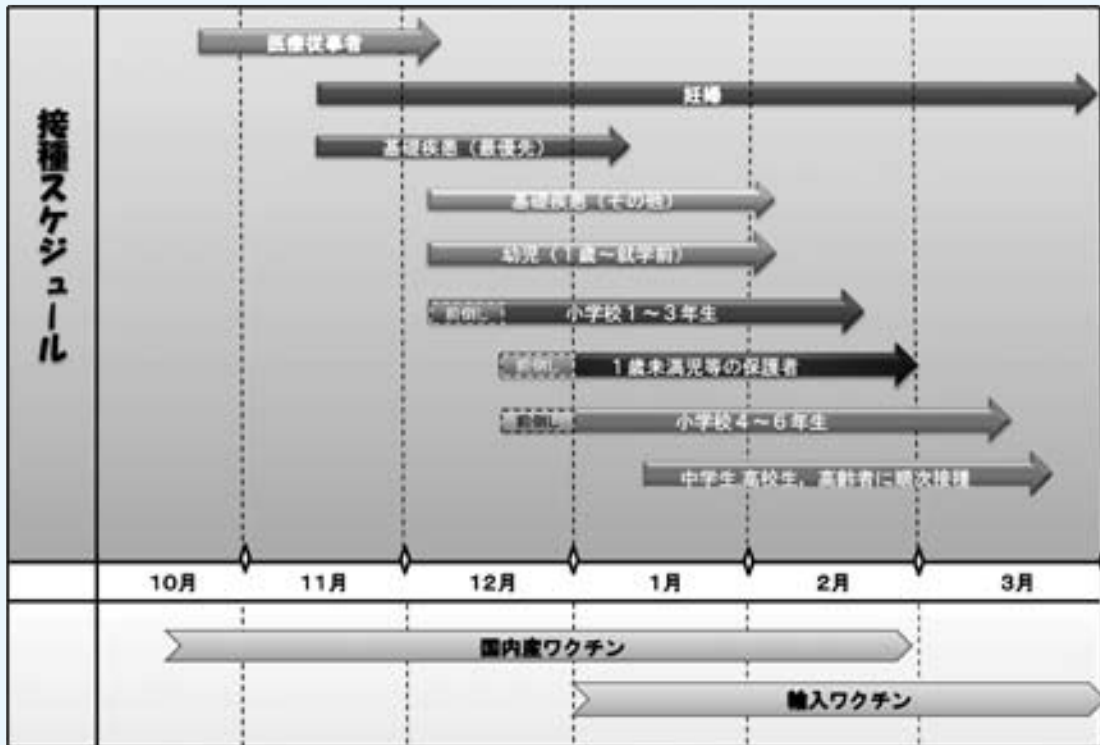 接種スケジュール
医療従事者
妊婦
基礎疾患（最優先）
基礎疾患（その他）
幼児（１歳～就学前）
前倒し 小学校１～３年生
前倒し １歳未満児等の保護者
前倒し 小学校４～６年生
中学生 高校生，高齢者に順次接種
10月 11月 12月 1月 2月 3月
国内産ワクチン
輸入ワクチン